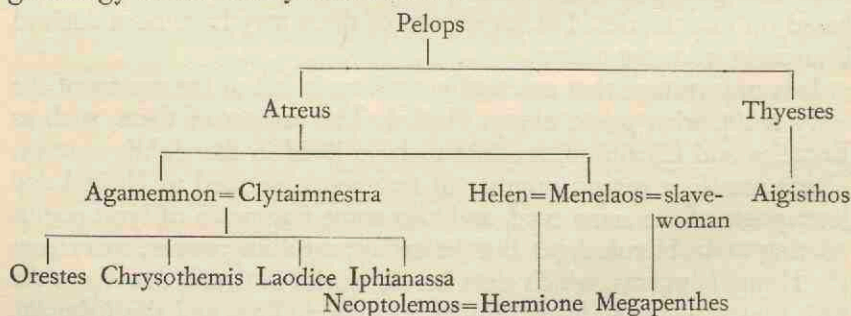 Pelops
Atreus Thyestes
Agamemnon=Clytaimnestra Helen=Menelaos=slave- Aigisthos
woman
Orestes Chrysothemis Laodice Iphianassa
Neoptolemos=Hermione Megapenthes